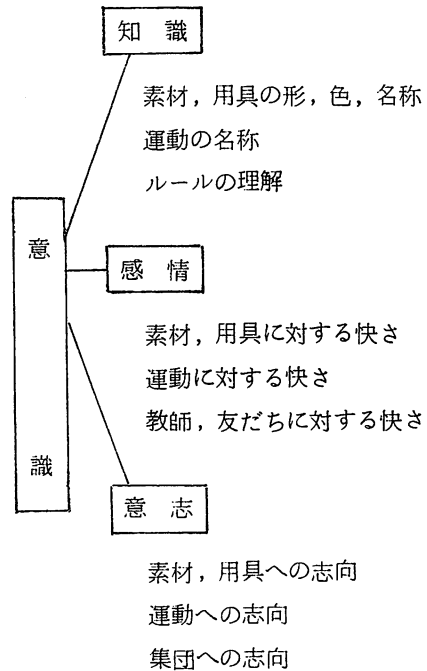 知 識
素材，用具の形，色，名称
運動の名称
ルールの理解
意 識
感 情
素材，用具に対する快さ
運動に対する快さ
教師，友だちに対する快さ
意 志
素材，用具への志向
運動への志向
集団への志向